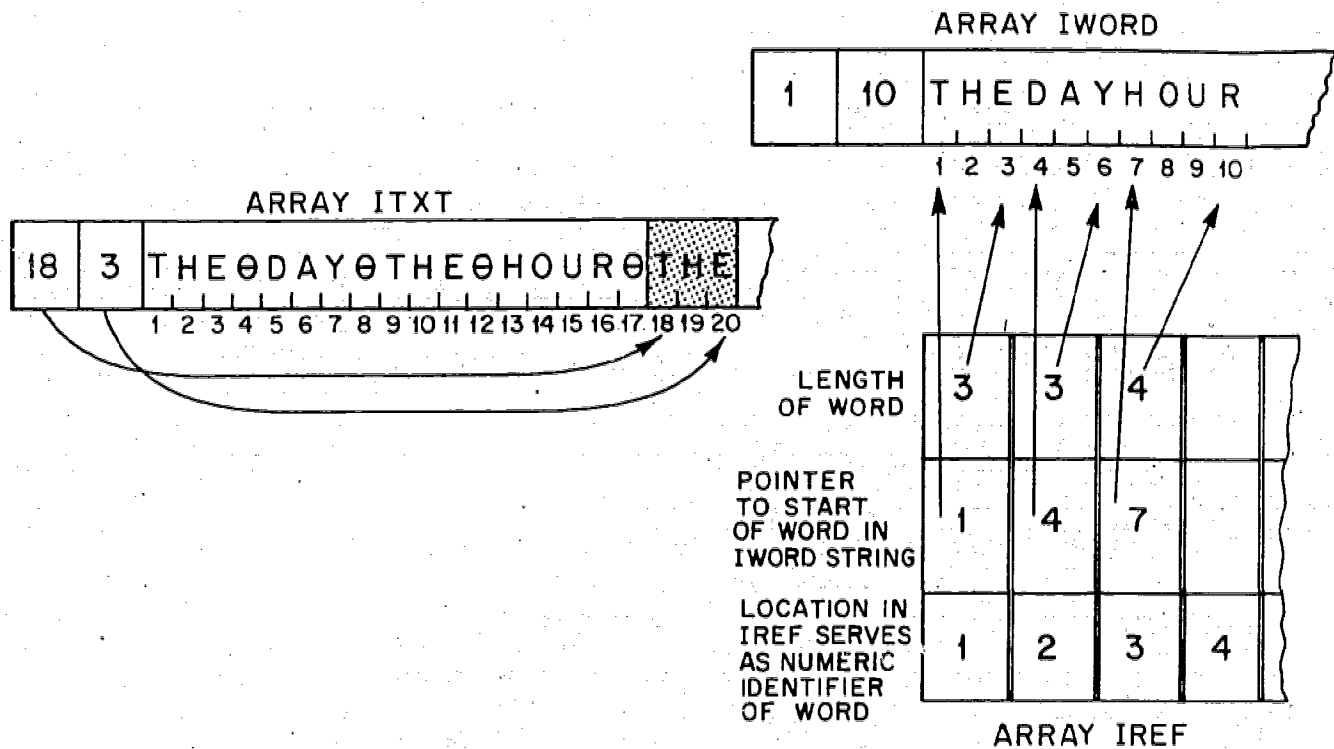 ARRAY IWORD
1 10 THEDAYHOUR
1 2 3 4 5 6 7 8 9 10
ARRAY ITXT
18 3 THEϴDAYϴTHEϴHOURϴTHE
1 2 3 4 5 6 7 8 9 10 11 12 13 14 15 16 17 18 19 20
LENGTH
OF WORD
3 3 4
POINTER
TO START
OF WORD IN
IWORD STRING
1 4 7
LOCATION IN
IREF SERVES
AS NUMERIC
IDENTIFIER
OF WORD
1 2 3 4
ARRAY IREF